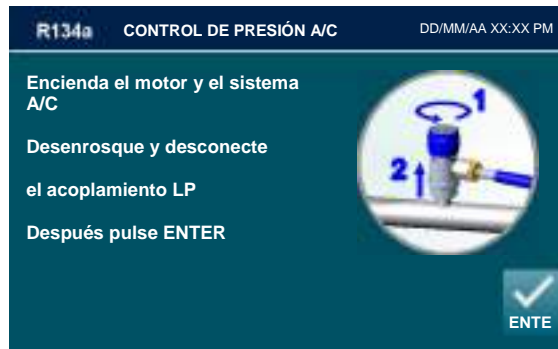 R134a CONTROL DE PRESIÓN A/C DD/MM/AA XX:XX PM
Encienda el motor y el sistema
A/C
Desenrosque y desconecte
el acoplamiento LP
Después pulse ENTER
1
2
ENTE